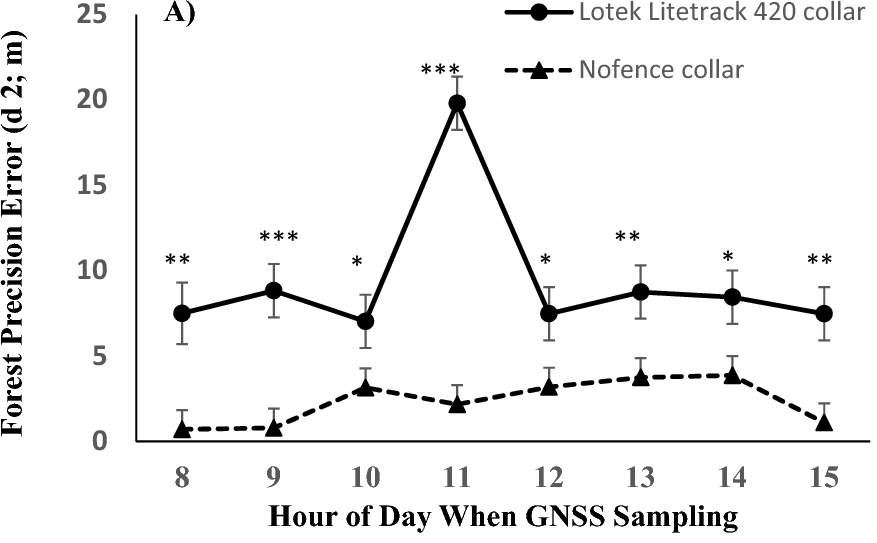 A)
Lotek Litetrack 420 collar
Nofence collar
Forest Precision Error (d 2; m)
25
20
15
10
5
0
***
** *** * * ** * **
8 9 10 11 12 13 14 15
Hour of Day When GNSS Sampling